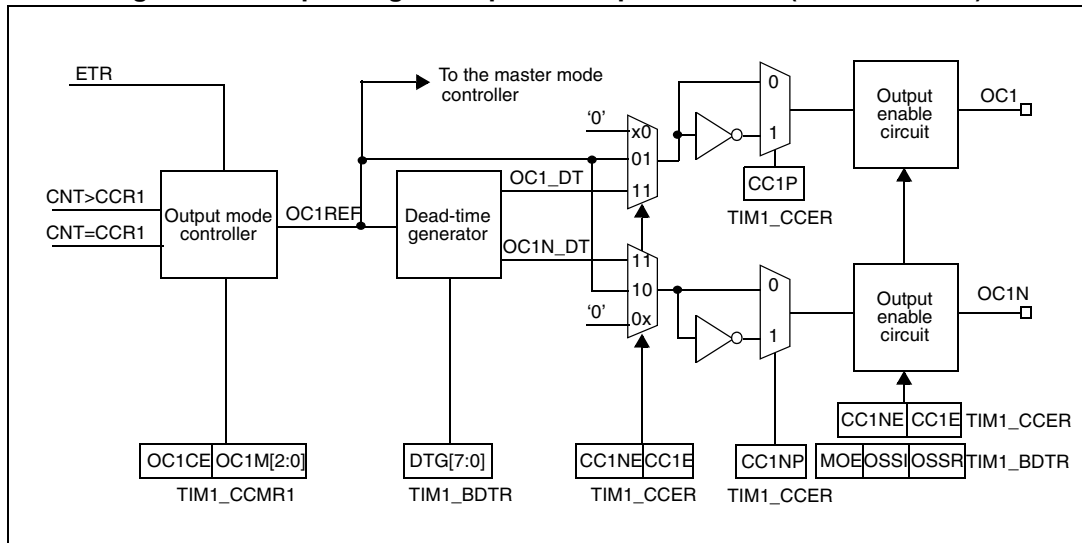 ETR
To the master mode
controller
'0'
x0
01
11
0
1
CC1P
TIM1_CCER
Output
enable
circuit
OC1
CNT>CCR1
CNT=CCR1
Output mode
controller
OC1REF
Dead-time
generator
OC1_DT
OC1N_DT
11
10
0x
'0'
0
1
Output
enable
circuit
OC1N
OC1CE OC1M[2:0]
TIM1_CCMR1
DTG[7:0]
TIM1_BDTR
CC1NE CC1E
TIM1_CCER
CC1NP
TIM1_CCER
CC1NE CC1E TIM1_CCER
MOE OSSI OSSR TIM1_BDTR